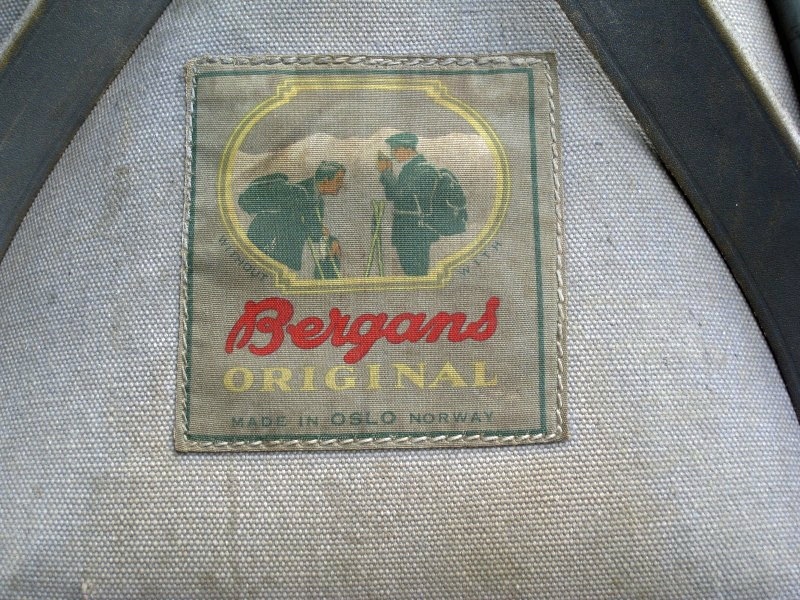 WITHOUT WITH
Bergans
ORIGINAL
MADE IN OSLO NORWAY